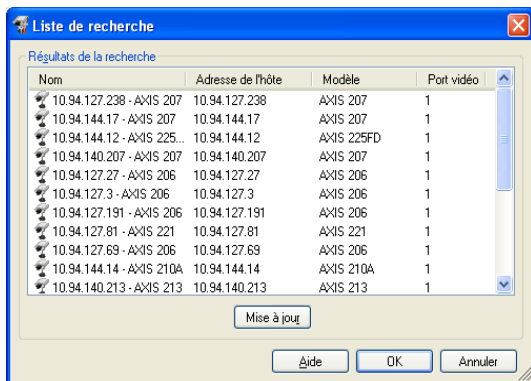 Liste de recherche
Résultats de la recherche
Nom Adresse de l'hôte Modèle Port vidéo
10.94.127.238 - AXIS 207 10.94.127.238 AXIS 207 1
10.94.144.17 - AXIS 207 10.94.144.17 AXIS 207 1
10.94.144.12 - AXIS 225... 10.94.144.12 AXIS 225FD 1
10.94.140.207 - AXIS 207 10.94.140.207 AXIS 207 1
10.94.127.27 - AXIS 206 10.94.127.27 AXIS 206 1
10.94.127.3 - AXIS 206 10.94.127.3 AXIS 206 1
10.94.127.191 - AXIS 206 10.94.127.191 AXIS 206 1
10.94.127.81 - AXIS 221 10.94.127.81 AXIS 221 1
10.94.127.69 - AXIS 206 10.94.127.69 AXIS 206 1
10.94.144.14 - AXIS 210A 10.94.144.14 AXIS 210A 1
10.94.140.213 - AXIS 213 10.94.140.213 AXIS 213 1
Mise à jour
Aide OK Annuler